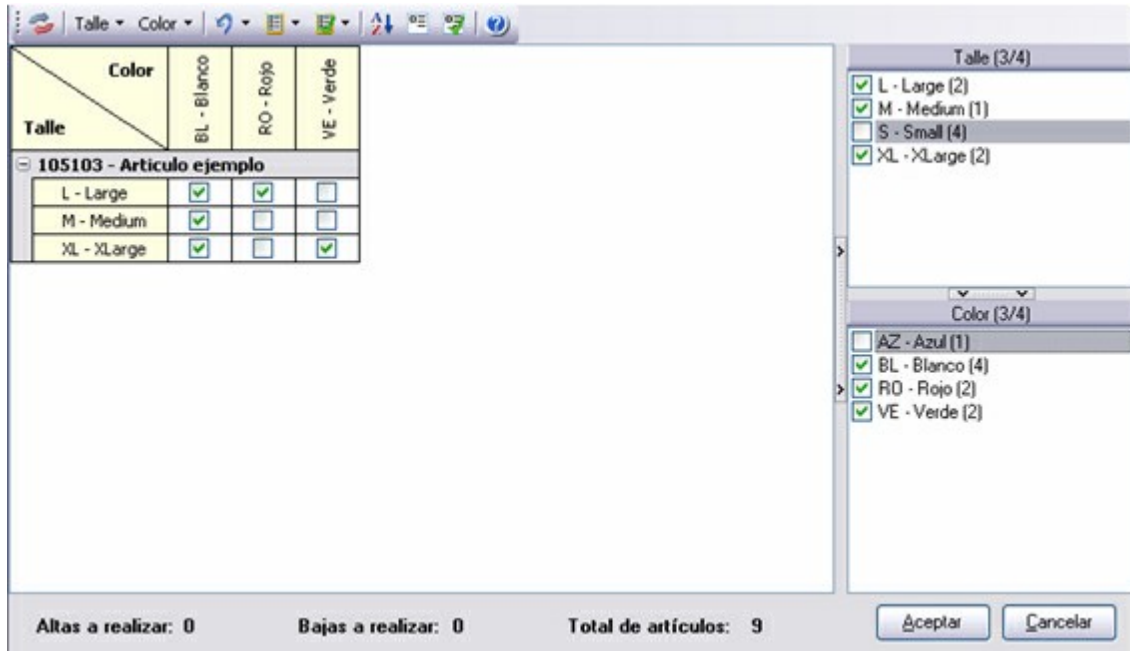 Talle Color
Color
Talle
BL - Blanco
RO - Rojo
VE - Verde
105103 - Articulo ejemplo
L - Large
M - Medium
XL - XLarge
Talle (3/4)
L - Large (2)
M - Medium (1)
S - Small (4)
XL - XLarge (2)
Color (3/4)
AZ - Azul (1)
BL - Blanco (4)
RO - Rojo (2)
VE - Verde (2)
Altas a realizar: 0 Bajas a realizar: 0 Total de artículos: 9 Aceptar Cancelar